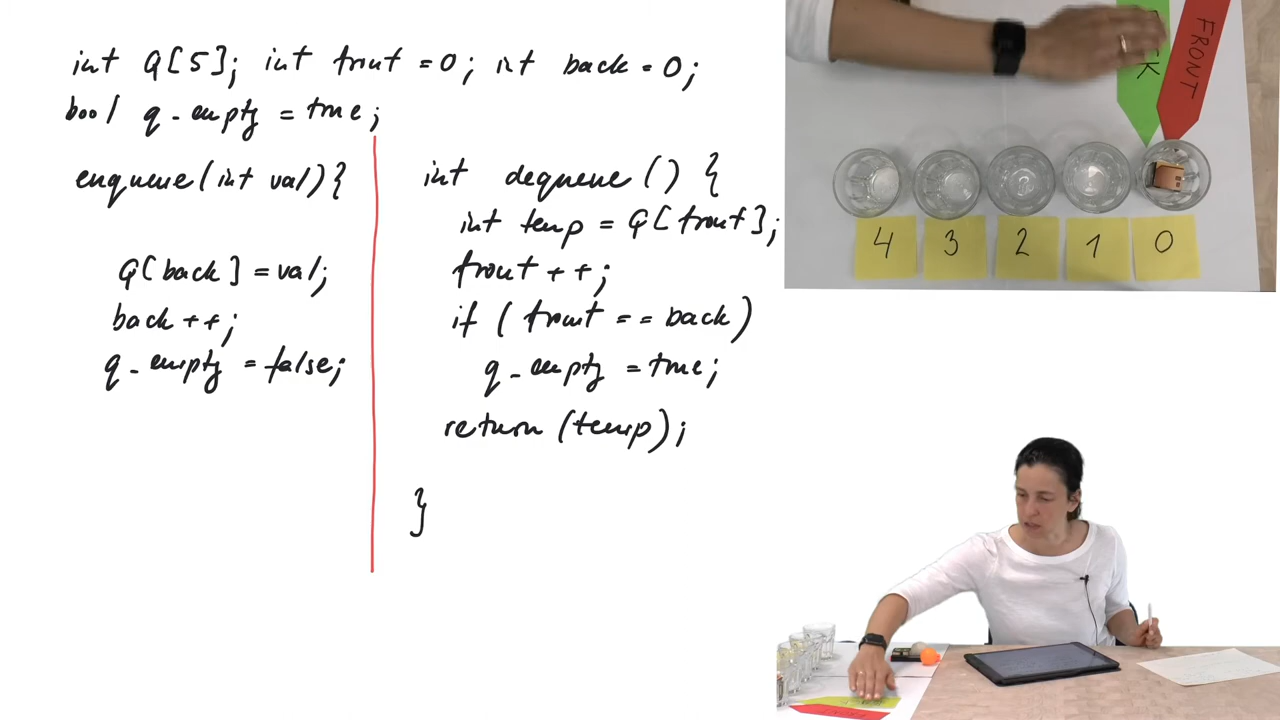 int Q[5]; int front = 0; int back = 0;
bool q_empty = true;
enqueue(int val){
Q[back] = val;
back++;
q_empty = false;
int dequeue () {
int temp = Q[front];
front++;
if (front == back)
q_empty = true;
return (temp);
}
FRONT
CK
4 3 2 1 0